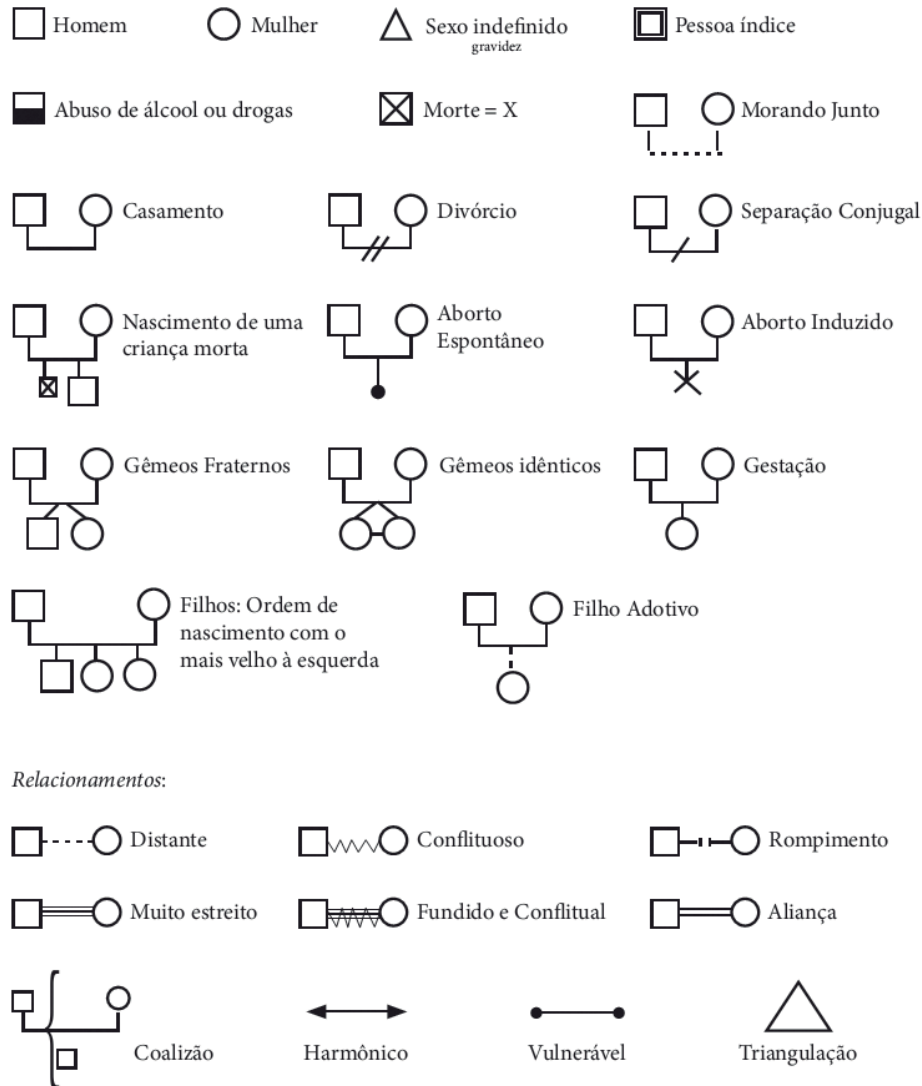 Homem
Mulher
Sexo indefinido
gravidez
Pessoa índice
Abuso de álcool ou drogas
Morte = X
Morando Junto
Casamento
Divórcio
Separação Conjugal
Nascimento de uma
criança morta
Aborto
Espontâneo
Aborto Induzido
Gêmeos Fraternos
Gêmeos idênticos
Gestação
Filhos: Ordem de
nascimento com o
mais velho à esquerda
Filho Adotivo
Relacionamentos:
Distante
Conflituoso
Rompimento
Muito estreito
Fundido e Conflitual
Aliança
Coalizão
Harmônico
Vulnerável
Triangulação